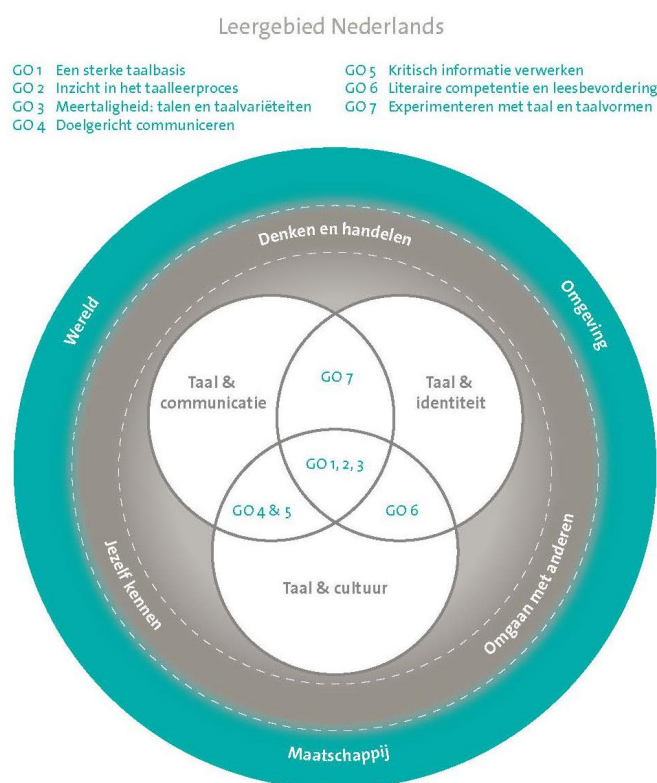 Leergebied Nederlands
GO 1 Een sterke taalbasis
GO 2 Inzicht in het taalleerproces
GO 3 Meertaligheid: talen en taalvariëteiten
GO 4 Doelgericht communiceren
GO 5 Kritisch informatie verwerken
GO 6 Literaire competentie en leesbevordering
GO 7 Experimenteren met taal en taalvormen
Denken en handelen
Wereld
Omgeving
Taal &
communicatie
GO 7
Taal &
identiteit
GO 1, 2, 3
GO 4 & 5
GO 6
Taal & cultuur
Jezelf kennen
Omgaan met anderen
Maatschappij